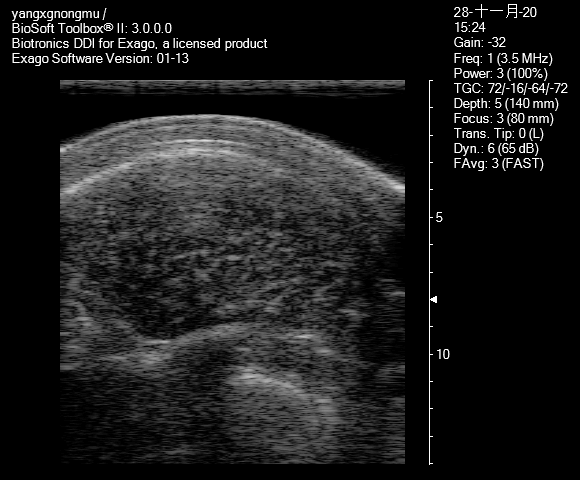 yangxgnongmu /
BioSoft Toolbox® II: 3.0.0.0
Biotronics DDI for Exago, a licensed product
Exago Software Version: 01-13
28-十一月-20
15:24
Gain: -32
Freq: 1 (3.5 MHz)
Power: 3 (100%)
TGC: 72/-16/-64/-72
Depth: 5 (140 mm)
Focus: 3 (80 mm)
Trans. Tip: 0 (L)
Dyn.: 6 (65 dB)
FAvg: 3 (FAST)
5
10